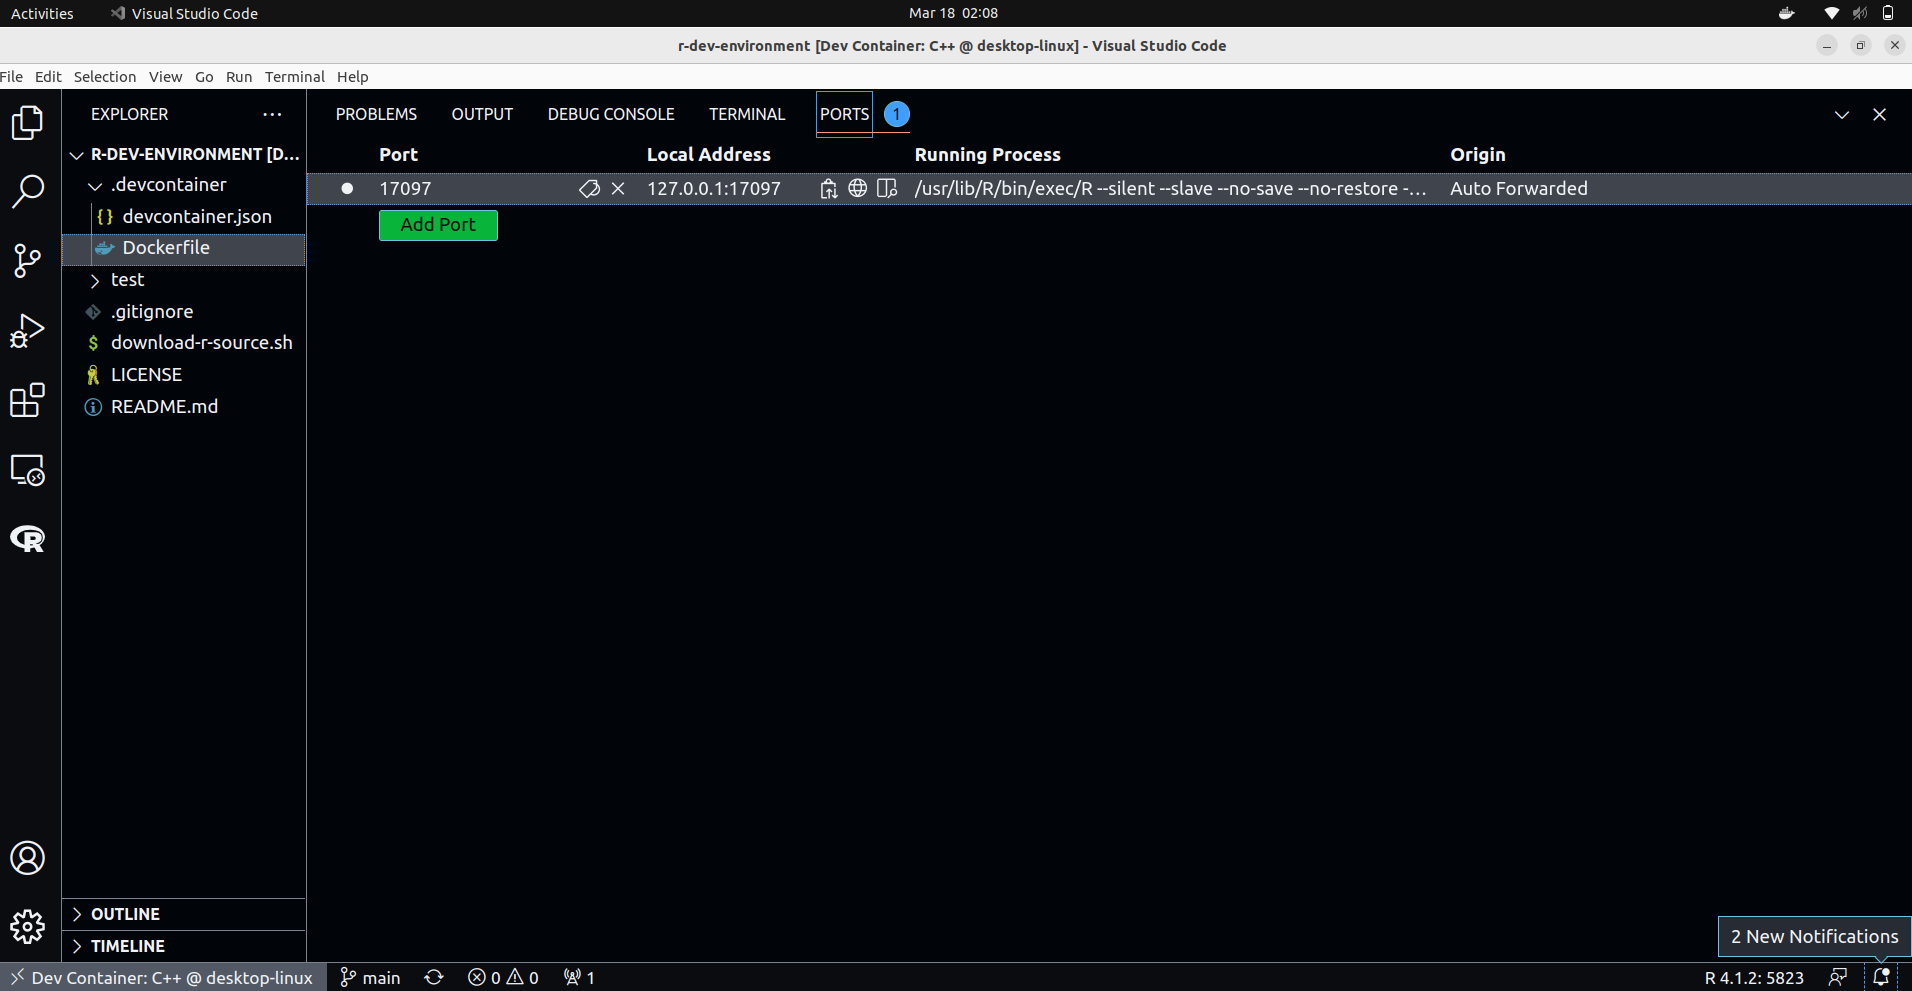 Activities Visual Studio Code Mar 18 02:08
r-dev-environment [Dev Container: C++ @ desktop-linux] - Visual Studio Code
File Edit Selection View Go Run Terminal Help
EXPLORER
R-DEV-ENVIRONMENT [D...
.devcontainer
{} devcontainer.json
Dockerfile
test
.gitignore
$ download-r-source.sh
LICENSE
README.md
OUTLINE
TIMELINE
PROBLEMS OUTPUT DEBUG CONSOLE TERMINAL PORTS 1
Port Local Address Running Process Origin
17097 127.0.0.1:17097 /usr/lib/R/bin/exec/R --silent --slave --no-save --no-restore -... Auto Forwarded
Add Port
2 New Notifications
Dev Container: C++ @ desktop-linux main 0 0 1 R 4.1.2: 5823